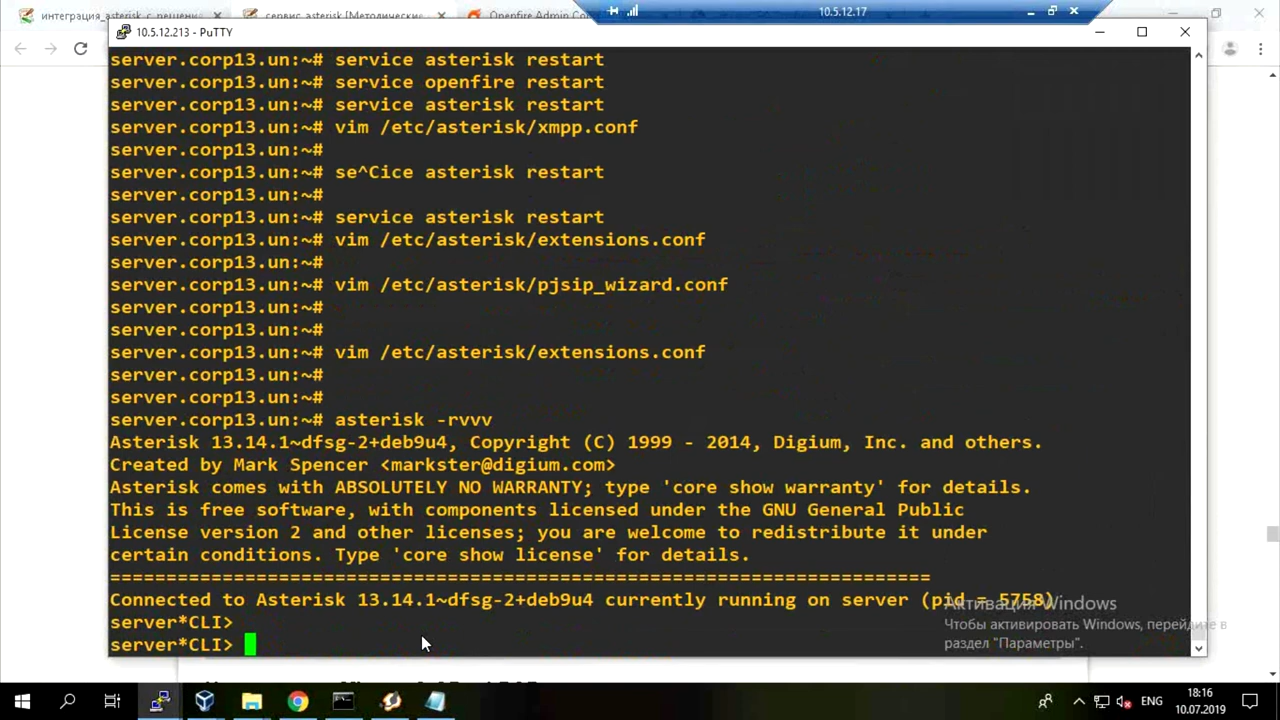 интеграция_asterisk_с_решени
сервис_asterisk [Методически
Openfire Admin Con
10.5.12.17
10.5.12.213 - PuTTY
server.corp13.un:~# service asterisk restart
server.corp13.un:~# service openfire restart
server.corp13.un:~# service asterisk restart
server.corp13.un:~# vim /etc/asterisk/xmpp.conf
server.corp13.un:~#
server.corp13.un:~# se^Cice asterisk restart
server.corp13.un:~#
server.corp13.un:~# service asterisk restart
server.corp13.un:~# vim /etc/asterisk/extensions.conf
server.corp13.un:~#
server.corp13.un:~# vim /etc/asterisk/pjsip_wizard.conf
server.corp13.un:~#
server.corp13.un:~#
server.corp13.un:~# vim /etc/asterisk/extensions.conf
server.corp13.un:~#
server.corp13.un:~#
server.corp13.un:~# asterisk -rvvv
Asterisk 13.14.1~dfsg-2+deb9u4, Copyright (C) 1999 - 2014, Digium, Inc. and others.
Created by Mark Spencer <markster@digium.com>
Asterisk comes with ABSOLUTELY NO WARRANTY; type 'core show warranty' for details.
This is free software, with components licensed under the GNU General Public
License version 2 and other licenses; you are welcome to redistribute it under
certain conditions. Type 'core show license' for details.
=========================================================================
Connected to Asterisk 13.14.1~dfsg-2+deb9u4 currently running on server (pid = 5758)
server*CLI>
server*CLI>
Активация Windows
Чтобы активировать Windows, перейдите в
раздел "Параметры".
ENG
18:16
10.07.2019